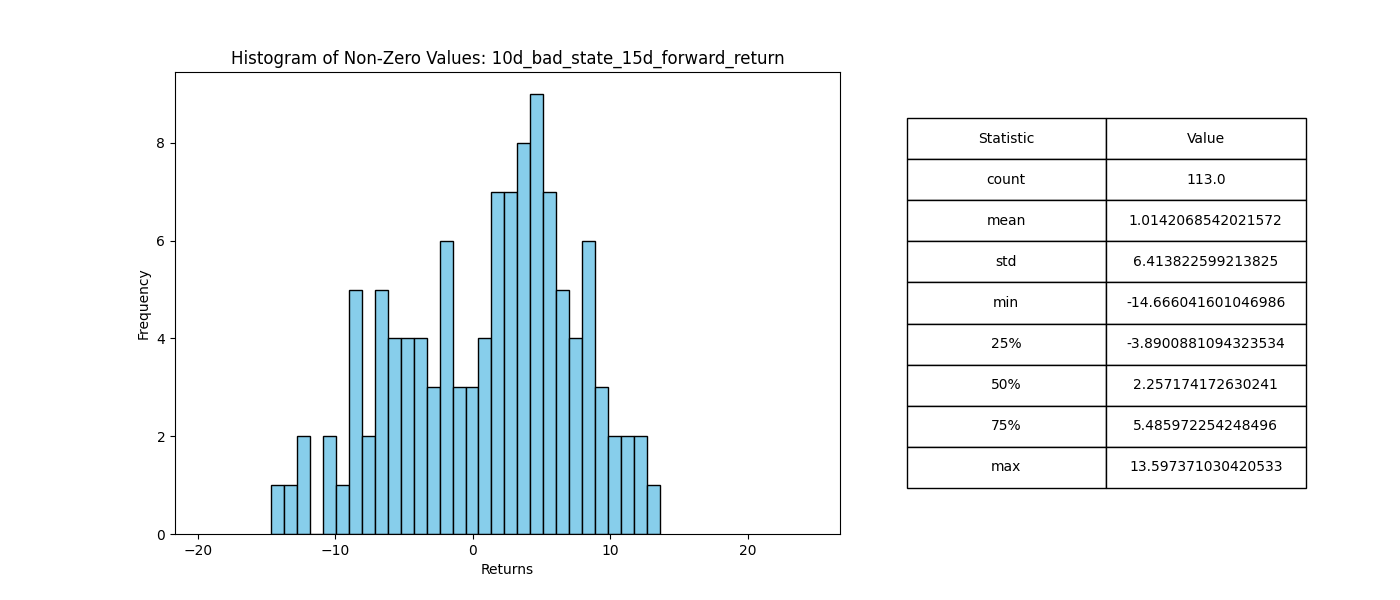 Histogram of Non-Zero Values: 10d_bad_state_15d_forward_return
Frequency
8
6
4
2
0
−20
−10
0
10
20
Returns
Statistic Value
count 113.0
mean 1.0142068542021572
std 6.413822599213825
min -14.666041601046986
25% -3.8900881094323534
50% 2.257174172630241
75% 5.485972254248496
max 13.597371030420533